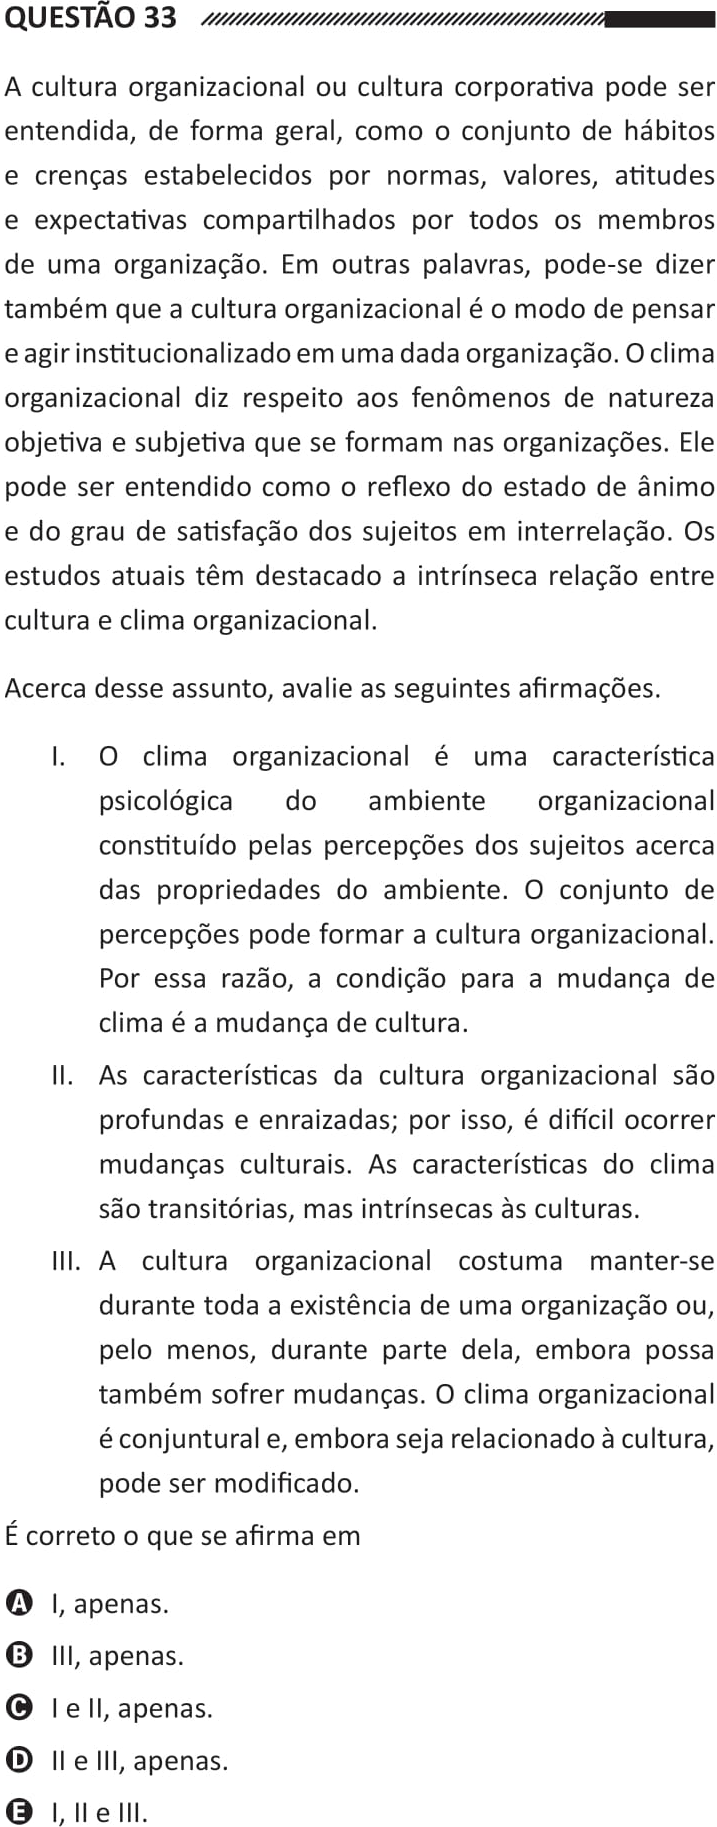 QUESTÃO 33
A cultura organizacional ou cultura corporativa pode ser
entendida, de forma geral, como o conjunto de hábitos
e crenças estabelecidos por normas, valores, atitudes
e expectativas compartilhados por todos os membros
de uma organização. Em outras palavras, pode-se dizer
também que a cultura organizacional é o modo de pensar
e agir institucionalizado em uma dada organização. O clima
organizacional diz respeito aos fenômenos de natureza
objetiva e subjetiva que se formam nas organizações. Ele
pode ser entendido como o reflexo do estado de ânimo
e do grau de satisfação dos sujeitos em interrelação. Os
estudos atuais têm destacado a intrínseca relação entre
cultura e clima organizacional.
Acerca desse assunto, avalie as seguintes afirmações.
I. O clima organizacional é uma característica
psicológica do ambiente organizacional
constituído pelas percepções dos sujeitos acerca
das propriedades do ambiente. O conjunto de
percepções pode formar a cultura organizacional.
Por essa razão, a condição para a mudança de
clima é a mudança de cultura.
II. As características da cultura organizacional são
profundas e enraizadas; por isso, é difícil ocorrer
mudanças culturais. As características do clima
são transitórias, mas intrínsecas às culturas.
III. A cultura organizacional costuma manter-se
durante toda a existência de uma organização ou,
pelo menos, durante parte dela, embora possa
também sofrer mudanças. O clima organizacional
é conjuntural e, embora seja relacionado à cultura,
pode ser modificado.
É correto o que se afirma em
A I, apenas.
B III, apenas.
C I e II, apenas.
D II e III, apenas.
E I, II e III.